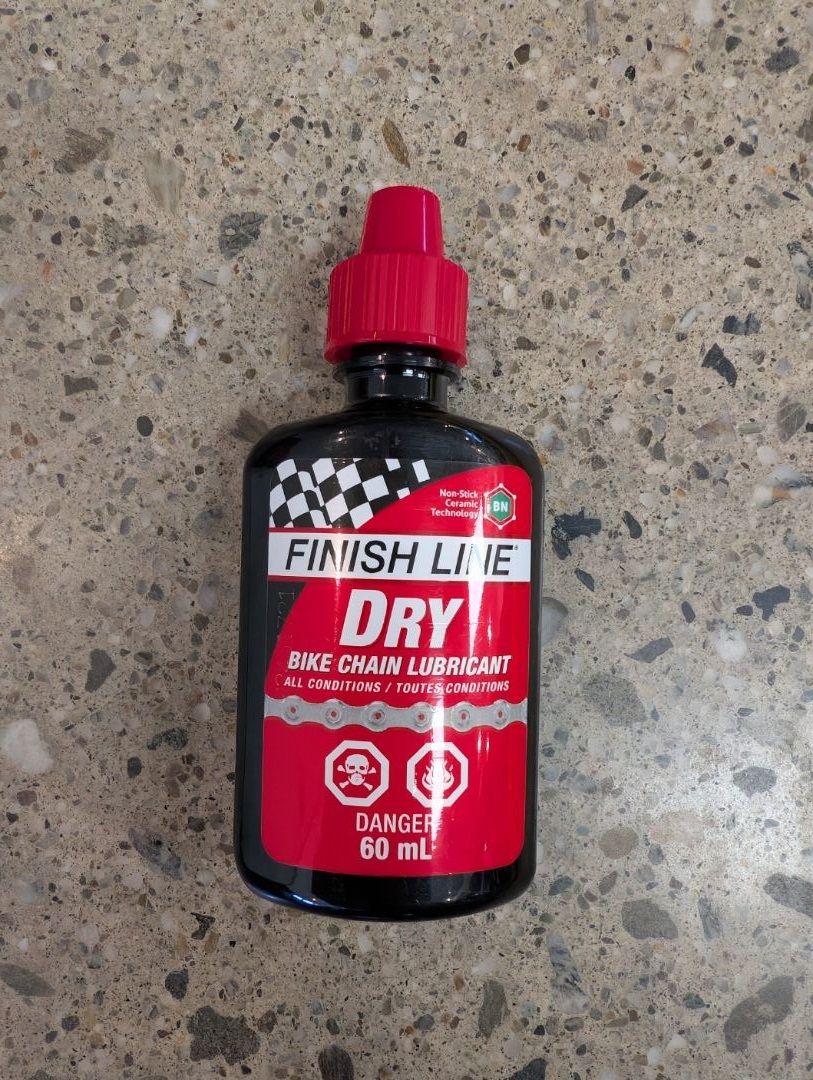 Non-Stick
Ceramic
Technology
BN
FINISH LINE®
DRY
BIKE CHAIN LUBRICANT
ALL CONDITIONS / TOUTES CONDITIONS
DANGER
60 mL